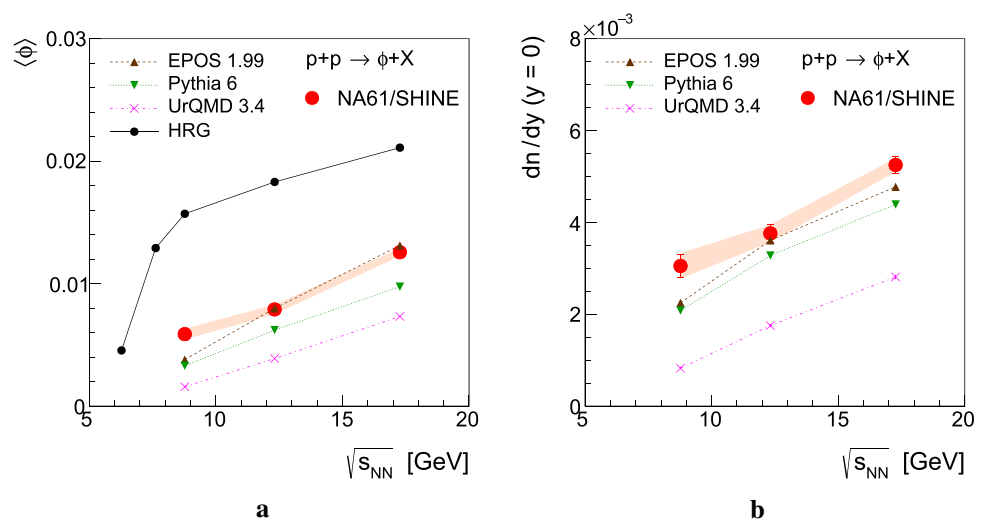 ⟨ϕ⟩
0.03
0.02
0.01
0
EPOS 1.99
Pythia 6
UrQMD 3.4
HRG
p+p → ϕ+X
NA61/SHINE
5
10
15
20
√s_NN [GeV]
a
dn/dy (y = 0)
×10⁻³
8
6
4
2
0
EPOS 1.99
Pythia 6
UrQMD 3.4
p+p → ϕ+X
NA61/SHINE
5
10
15
20
√s_NN [GeV]
b